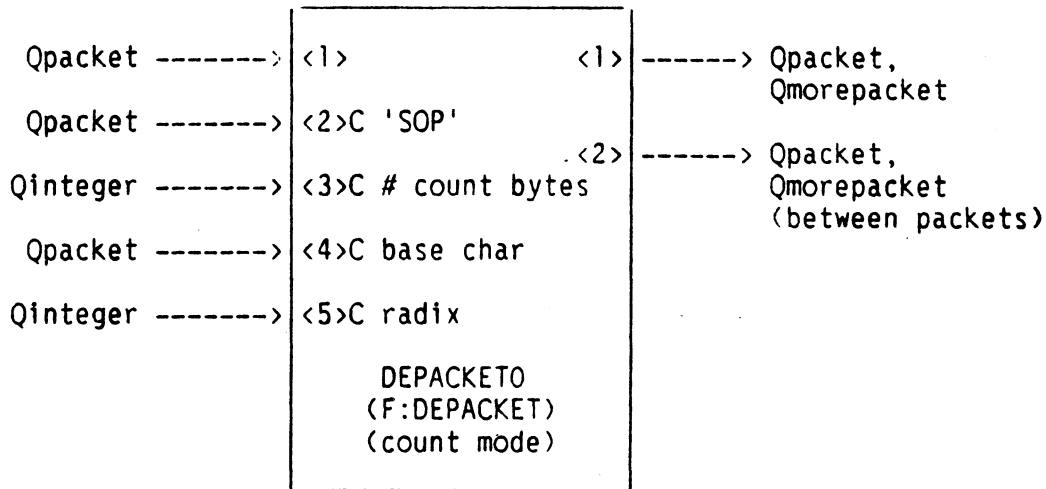 Qpacket -------> <1> <1> ------> Qpacket,
Qmorepacket
Qpacket -------> <2>C 'SOP'
.<2> ------> Qpacket,
Qinteger -------> <3>C # count bytes Qmorepacket
(between packets)
Qpacket -------> <4>C base char
Qinteger -------> <5>C radix
DEPACKETO
(F:DEPACKET)
(count mode)